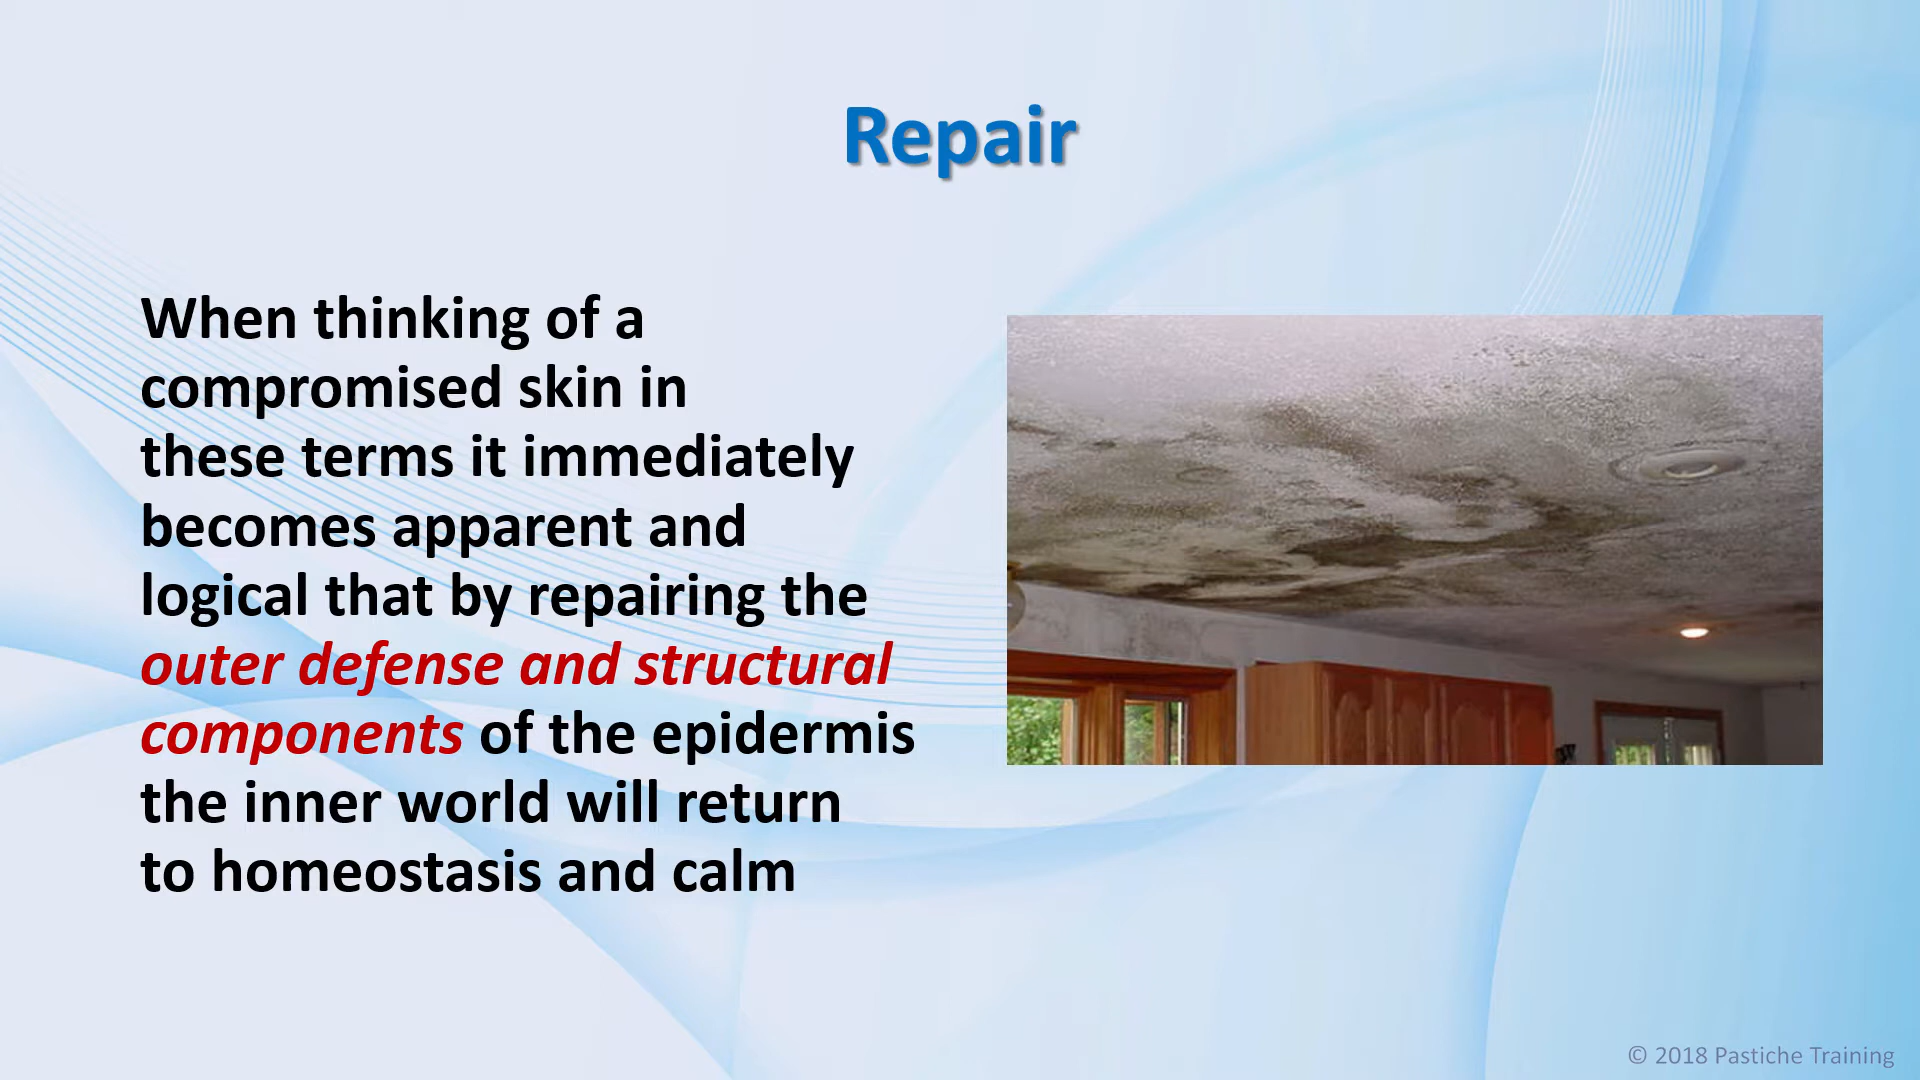 Repair
When thinking of a
compromised skin in
these terms it immediately
becomes apparent and
logical that by repairing the
outer defense and structural
components of the epidermis
the inner world will return
to homeostasis and calm
© 2018 Pastiche Training